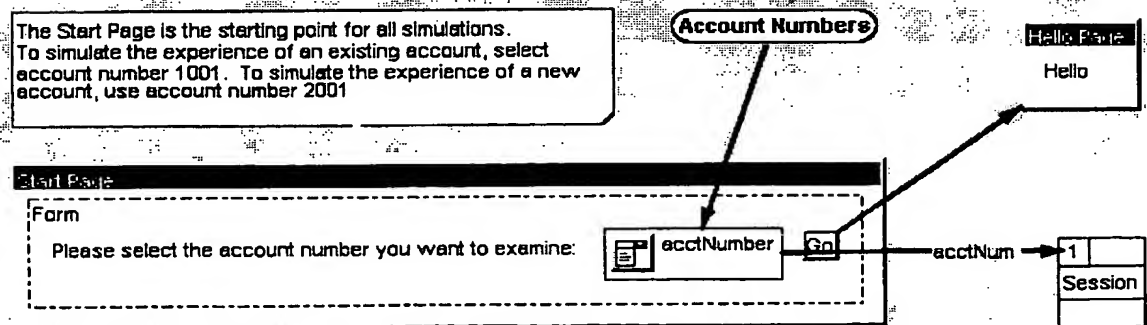 The Start Page is the starting point for all simulations.
To simulate the experience of an existing account, select
account number 1001. To simulate the experience of a new
account, use account number 2001
Account Numbers
Hello Page
Hello
Start Page
Form
Please select the account number you want to examine:
acctNumber
Go
acctNum
1
Session